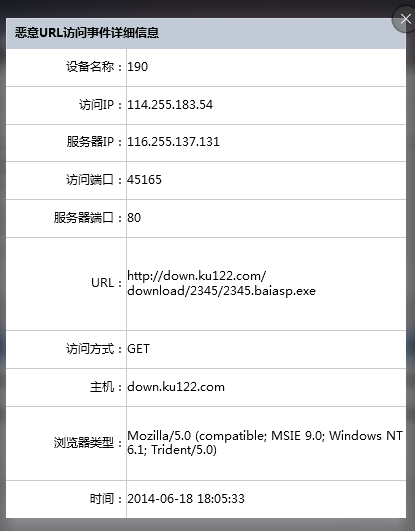 恶意URL访问事件详细信息
设备名称：190
访问IP：114.255.183.54
服务器IP：116.255.137.131
访问端口：45165
服务器端口：80
URL：http://down.ku122.com/
download/2345/2345.baiasp.exe
访问方式：GET
主机：down.ku122.com
浏览器类型：Mozilla/5.0 (compatible; MSIE 9.0; Windows NT
6.1; Trident/5.0)
时间：2014-06-18 18:05:33